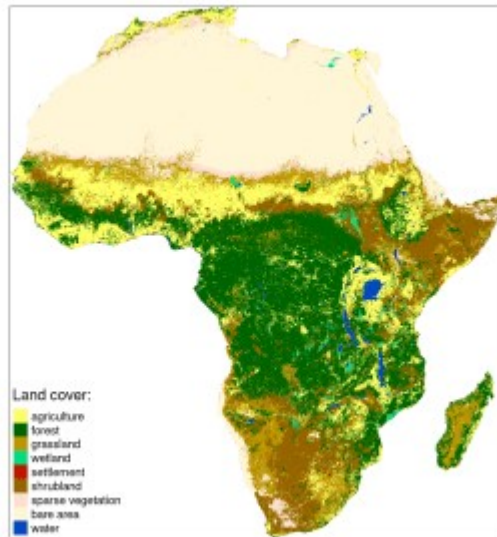 Land cover:
agriculture
forest
grassland
wetland
settlement
shrubland
sparse vegetation
bare area
water